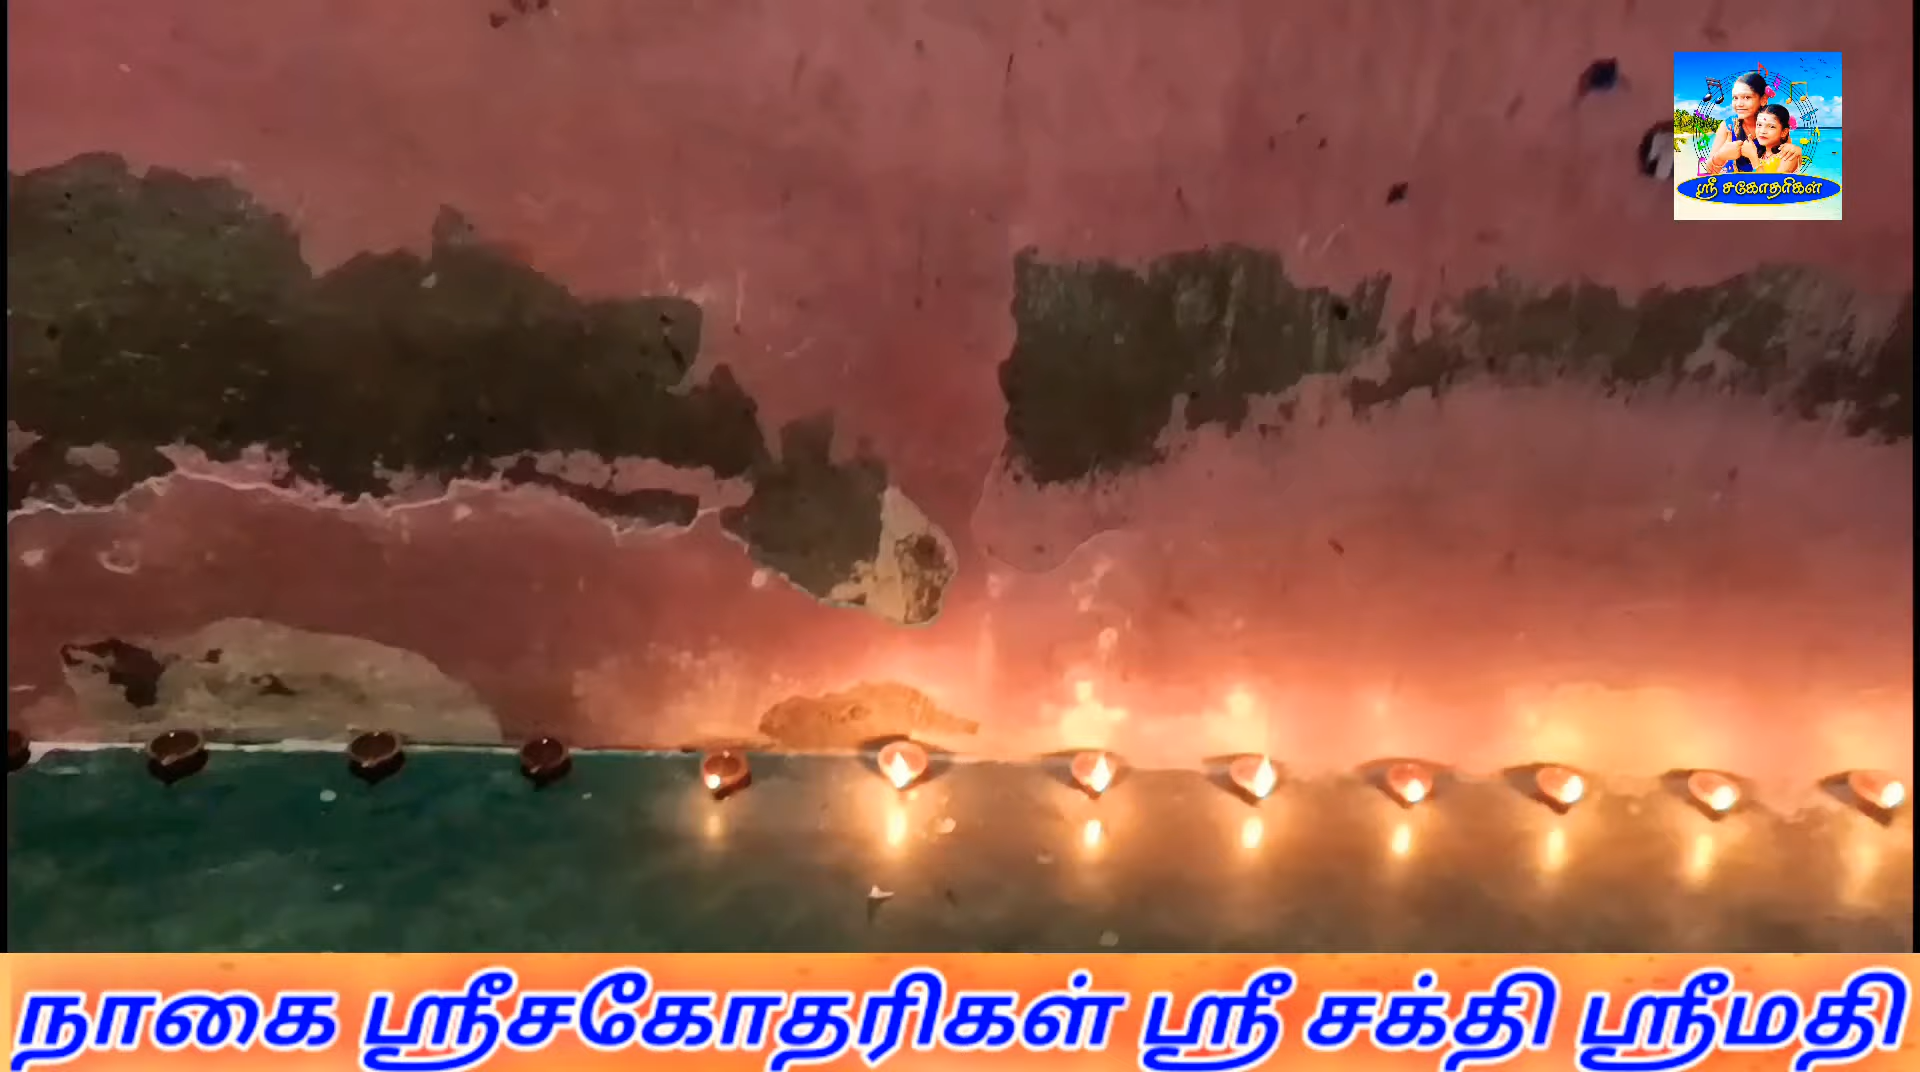 ஸ்ரீ சகோதரிகள்
நாகை ஸ்ரீசகோதரிகள் ஸ்ரீ சக்தி ஸ்ரீமதி